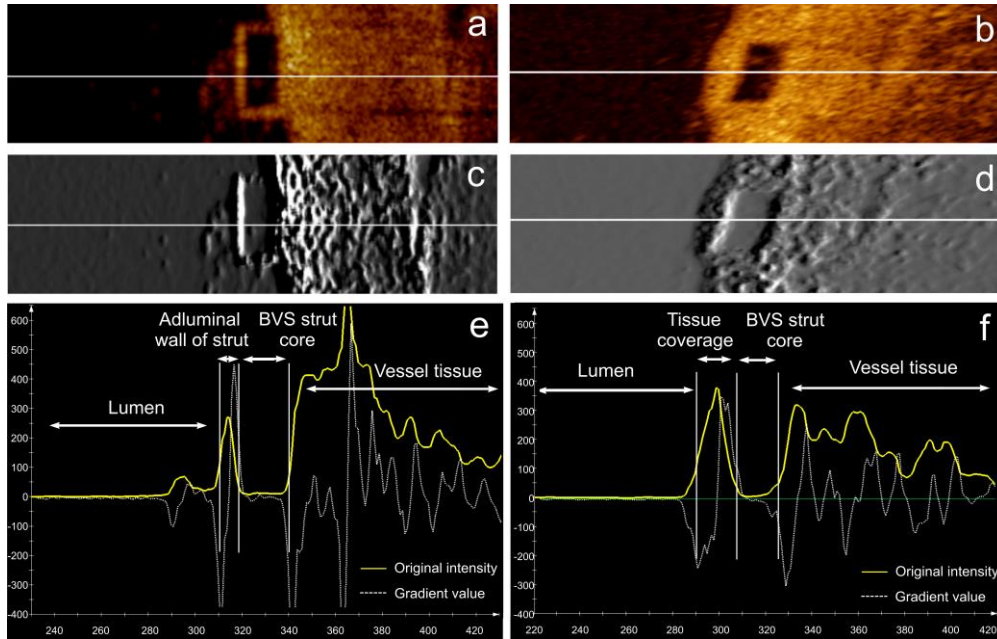 a
b
c
d
e
600
500
400
300
200
100
0
-100
-200
-300
-400
Adluminal
wall of strut
BVS strut
core
Lumen
Vessel tissue
Original intensity
Gradient value
240 260 280 300 320 340 360 380 400 420
f
600
500
400
300
200
100
0
-100
-200
-300
-400
Tissue
coverage
BVS strut
core
Lumen
Vessel tissue
Original intensity
Gradient value
220 240 260 280 300 320 340 360 380 400 420